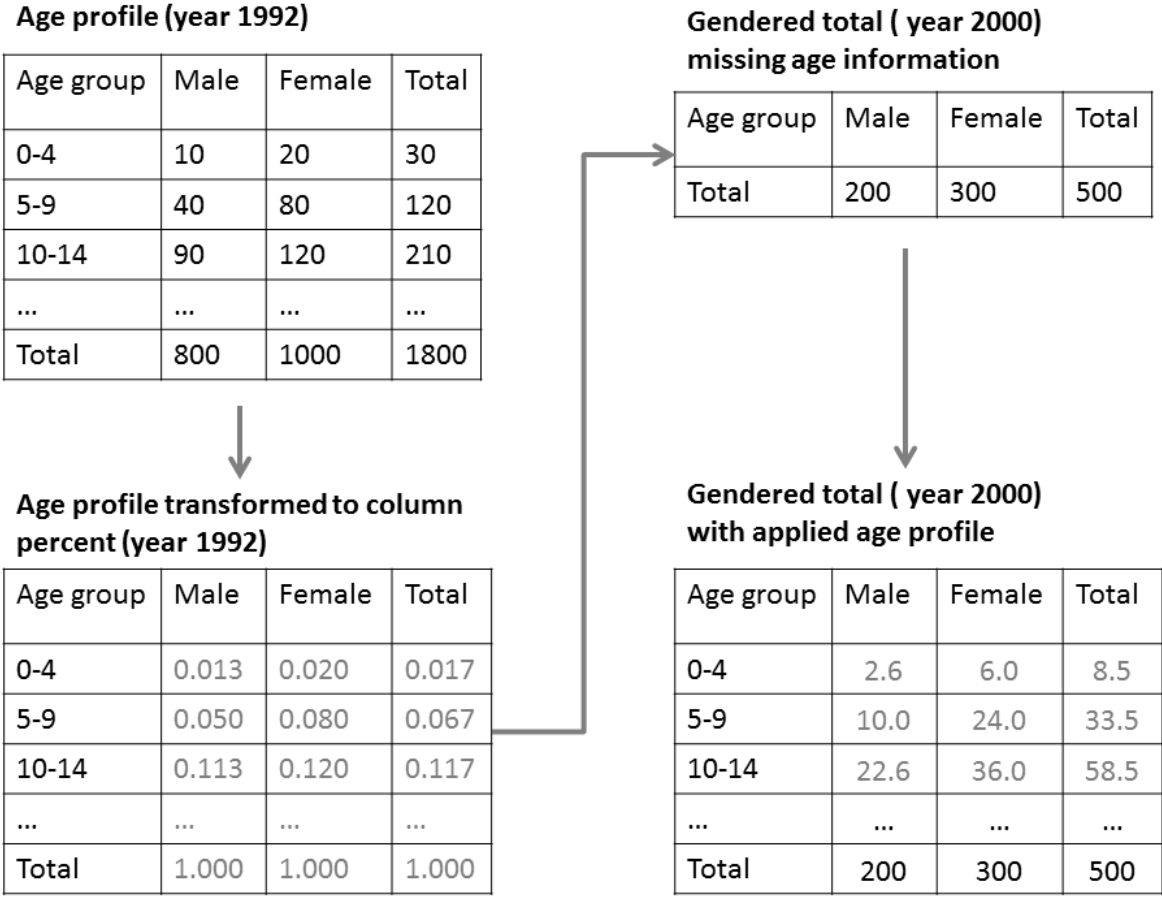 Age profile (year 1992)
Age group Male Female Total
0-4 10 20 30
5-9 40 80 120
10-14 90 120 210
... ... ... ...
Total 800 1000 1800
Age profile transformed to column
percent (year 1992)
Age group Male Female Total
0-4 0.013 0.020 0.017
5-9 0.050 0.080 0.067
10-14 0.113 0.120 0.117
... ... ... ...
Total 1.000 1.000 1.000
Gendered total ( year 2000)
missing age information
Age group Male Female Total
Total 200 300 500
Gendered total ( year 2000)
with applied age profile
Age group Male Female Total
0-4 2.6 6.0 8.5
5-9 10.0 24.0 33.5
10-14 22.6 36.0 58.5
... ... ... ...
Total 200 300 500